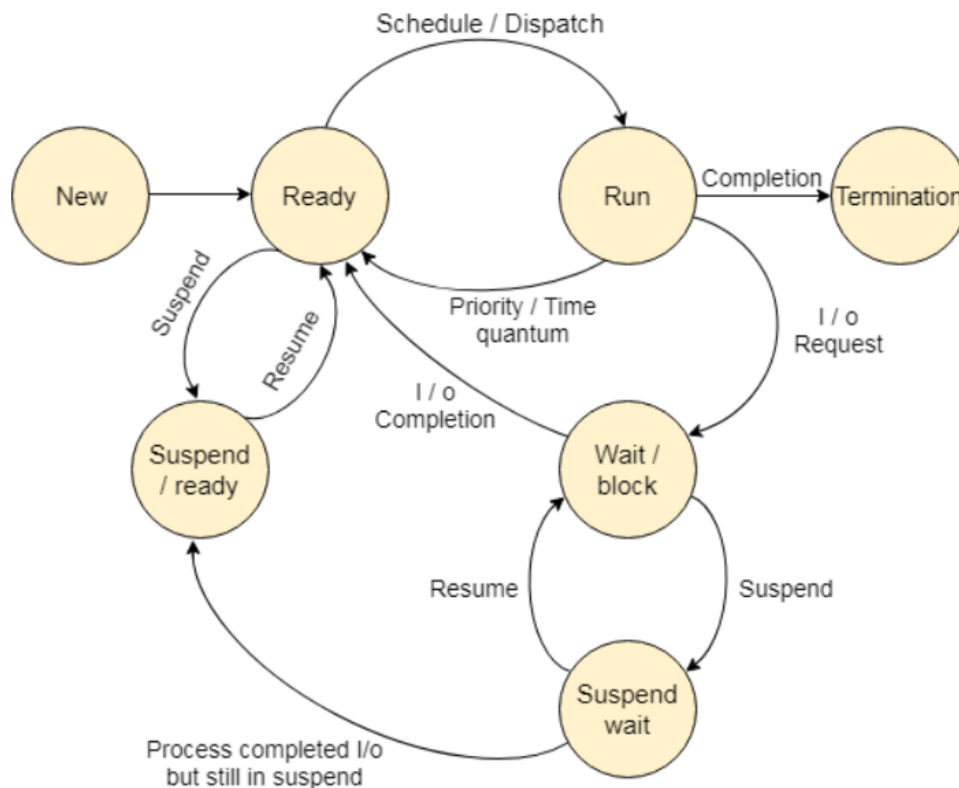 Schedule / Dispatch
New
Ready
Run
Completion
Termination
Suspend
Resume
Priority / Time
quantum
I / o
Request
I / o
Completion
Suspend
/ ready
Wait /
block
Resume
Suspend
Suspend
wait
Process completed I/o
but still in suspend